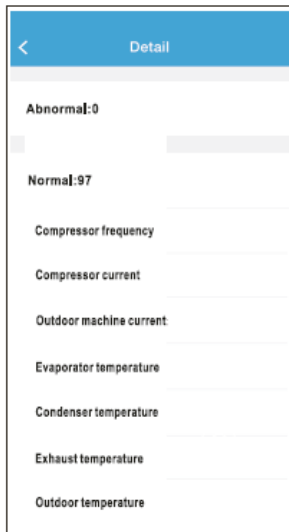 Detail
Abnormal:0
Normal:97
Compressor frequency
Compressor current
Outdoor machine current
Evaporator temperature
Condenser temperature
Exhaust temperature
Outdoor temperature